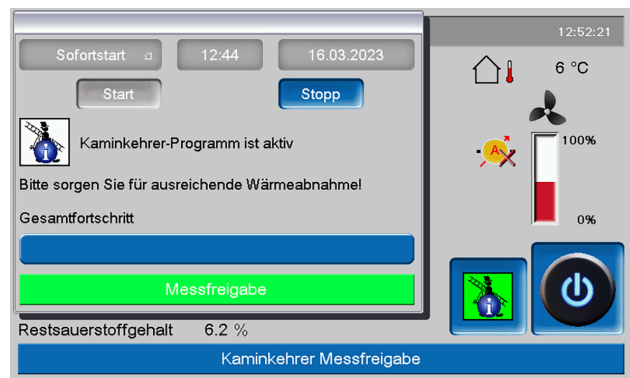 12:52:21
Sofortstart 12:44 16.03.2023
Start Stopp
6 °C
Kaminkehrer-Programm ist aktiv
A
100%
Bitte sorgen Sie für ausreichende Wärmeabnahme!
Gesamtfortschritt
0%
Messfreigabe
Restsauerstoffgehalt 6.2 %
Kaminkehrer Messfreigabe